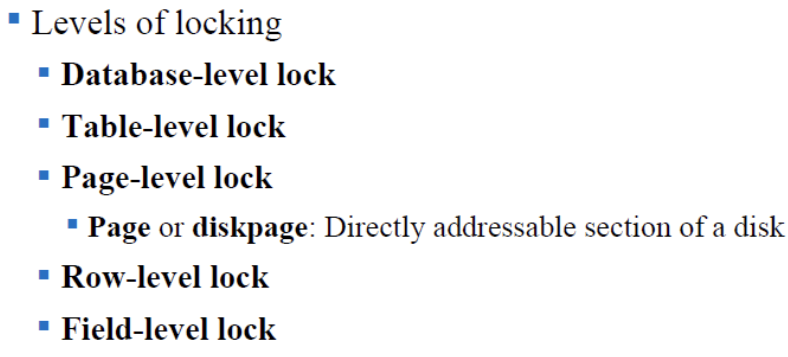 Levels of locking
Database-level lock
Table-level lock
Page-level lock
Page or diskpage: Directly addressable section of a disk
Row-level lock
Field-level lock